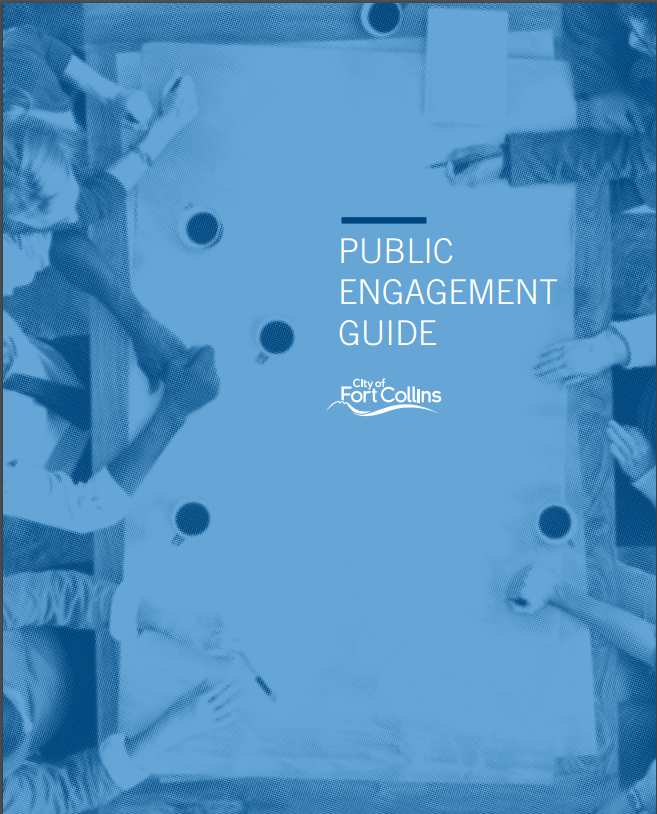 PUBLIC
ENGAGEMENT
GUIDE
City of
Fort Collins